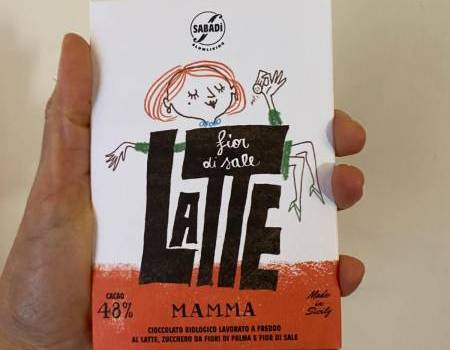 SABADÌ
SLOWLIVING
fior
di sale
LATTE
CACAO
48%
MAMMA
Made
in
Sicily
CIOCCOLATO BIOLOGICO LAVORATO A FREDDO
AL LATTE, ZUCCHERO DA FIORI DI PALMA E FIOR DI SALE